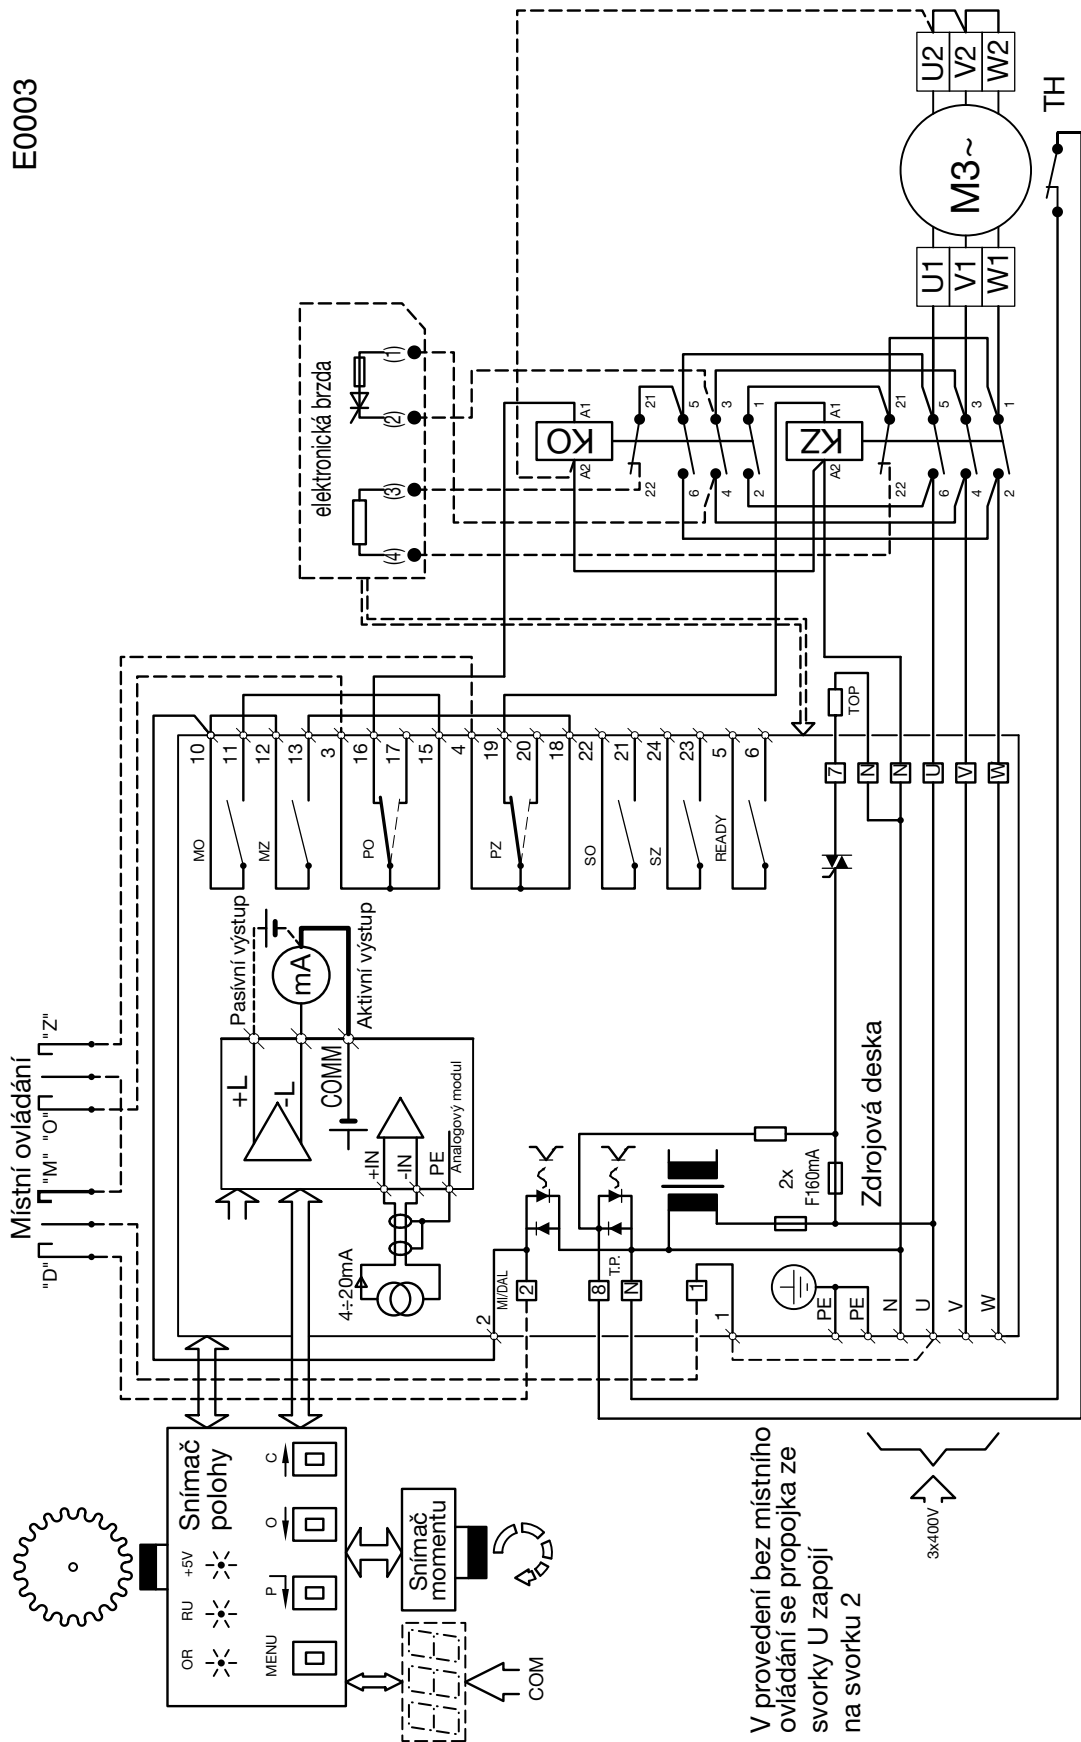 E0003
Místní ovládání
"D"
"M"
"O"
"Z"
elektronická brzda
(4)
(3)
(2)
(1)
Snímač
polohy
OR
RU
+5V
MENU
P
O
C
Snímač
momentu
COM
4÷20mA
+L
-L
COMM
+IN
-IN
PE
Analogový modul
Pasívní výstup
mA
Aktivní výstup
MO
MZ
PO
PZ
SO
SZ
READY
10
11
12
13
3
16
17
15
4
19
20
18
22
21
24
23
5
6
KO
A2
A1
22
21
6
5
4
3
2
1
KZ
A2
A1
22
21
6
5
4
3
2
1
U1
V1
W1
M3~
U2
V2
W2
TH
2
MI/DAL
2
8
T.P.
N
1
1
2x
F160mA
Zdrojová deska
TOP
7
N
N
U
V
W
PE
PE
N
U
V
W
V provedení bez místního
ovládání se propojka ze
svorky U zapojí
na svorku 2
3x400V